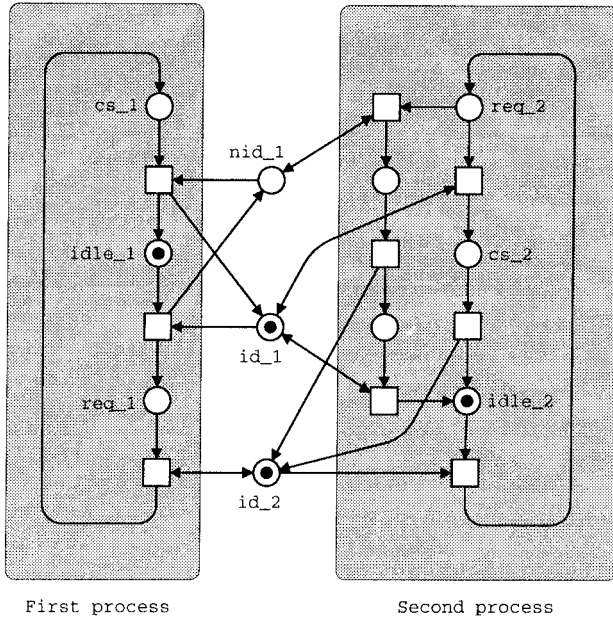 cs_1
req_2
nid_1
idle_1
cs_2
id_1
req_1
idle_2
id_2
First process
Second process